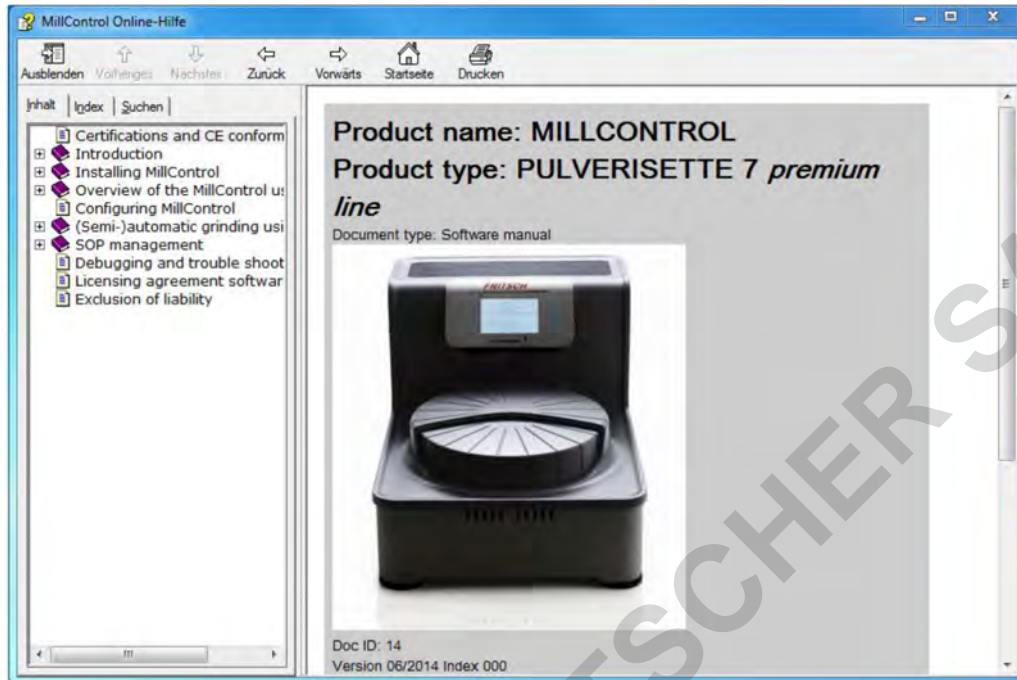 MillControl Online-Hilfe
Ausblenden Vorheriges Nächstes Zurück Vorwärts Startseite Drucken
Inhalt Index Suchen
Certifications and CE conform
Introduction
Installing MillControl
Overview of the MillControl u
Configuring MillControl
(Semi-)automatic grinding usi
SOP management
Debugging and trouble shoot
Licensing agreement softwar
Exclusion of liability
Product name: MILLCONTROL
Product type: PULVERISETTE 7 premium
line
Document type: Software manual
FRITSCH
Doc ID: 14
Version 06/2014 Index 000
TSCHER S